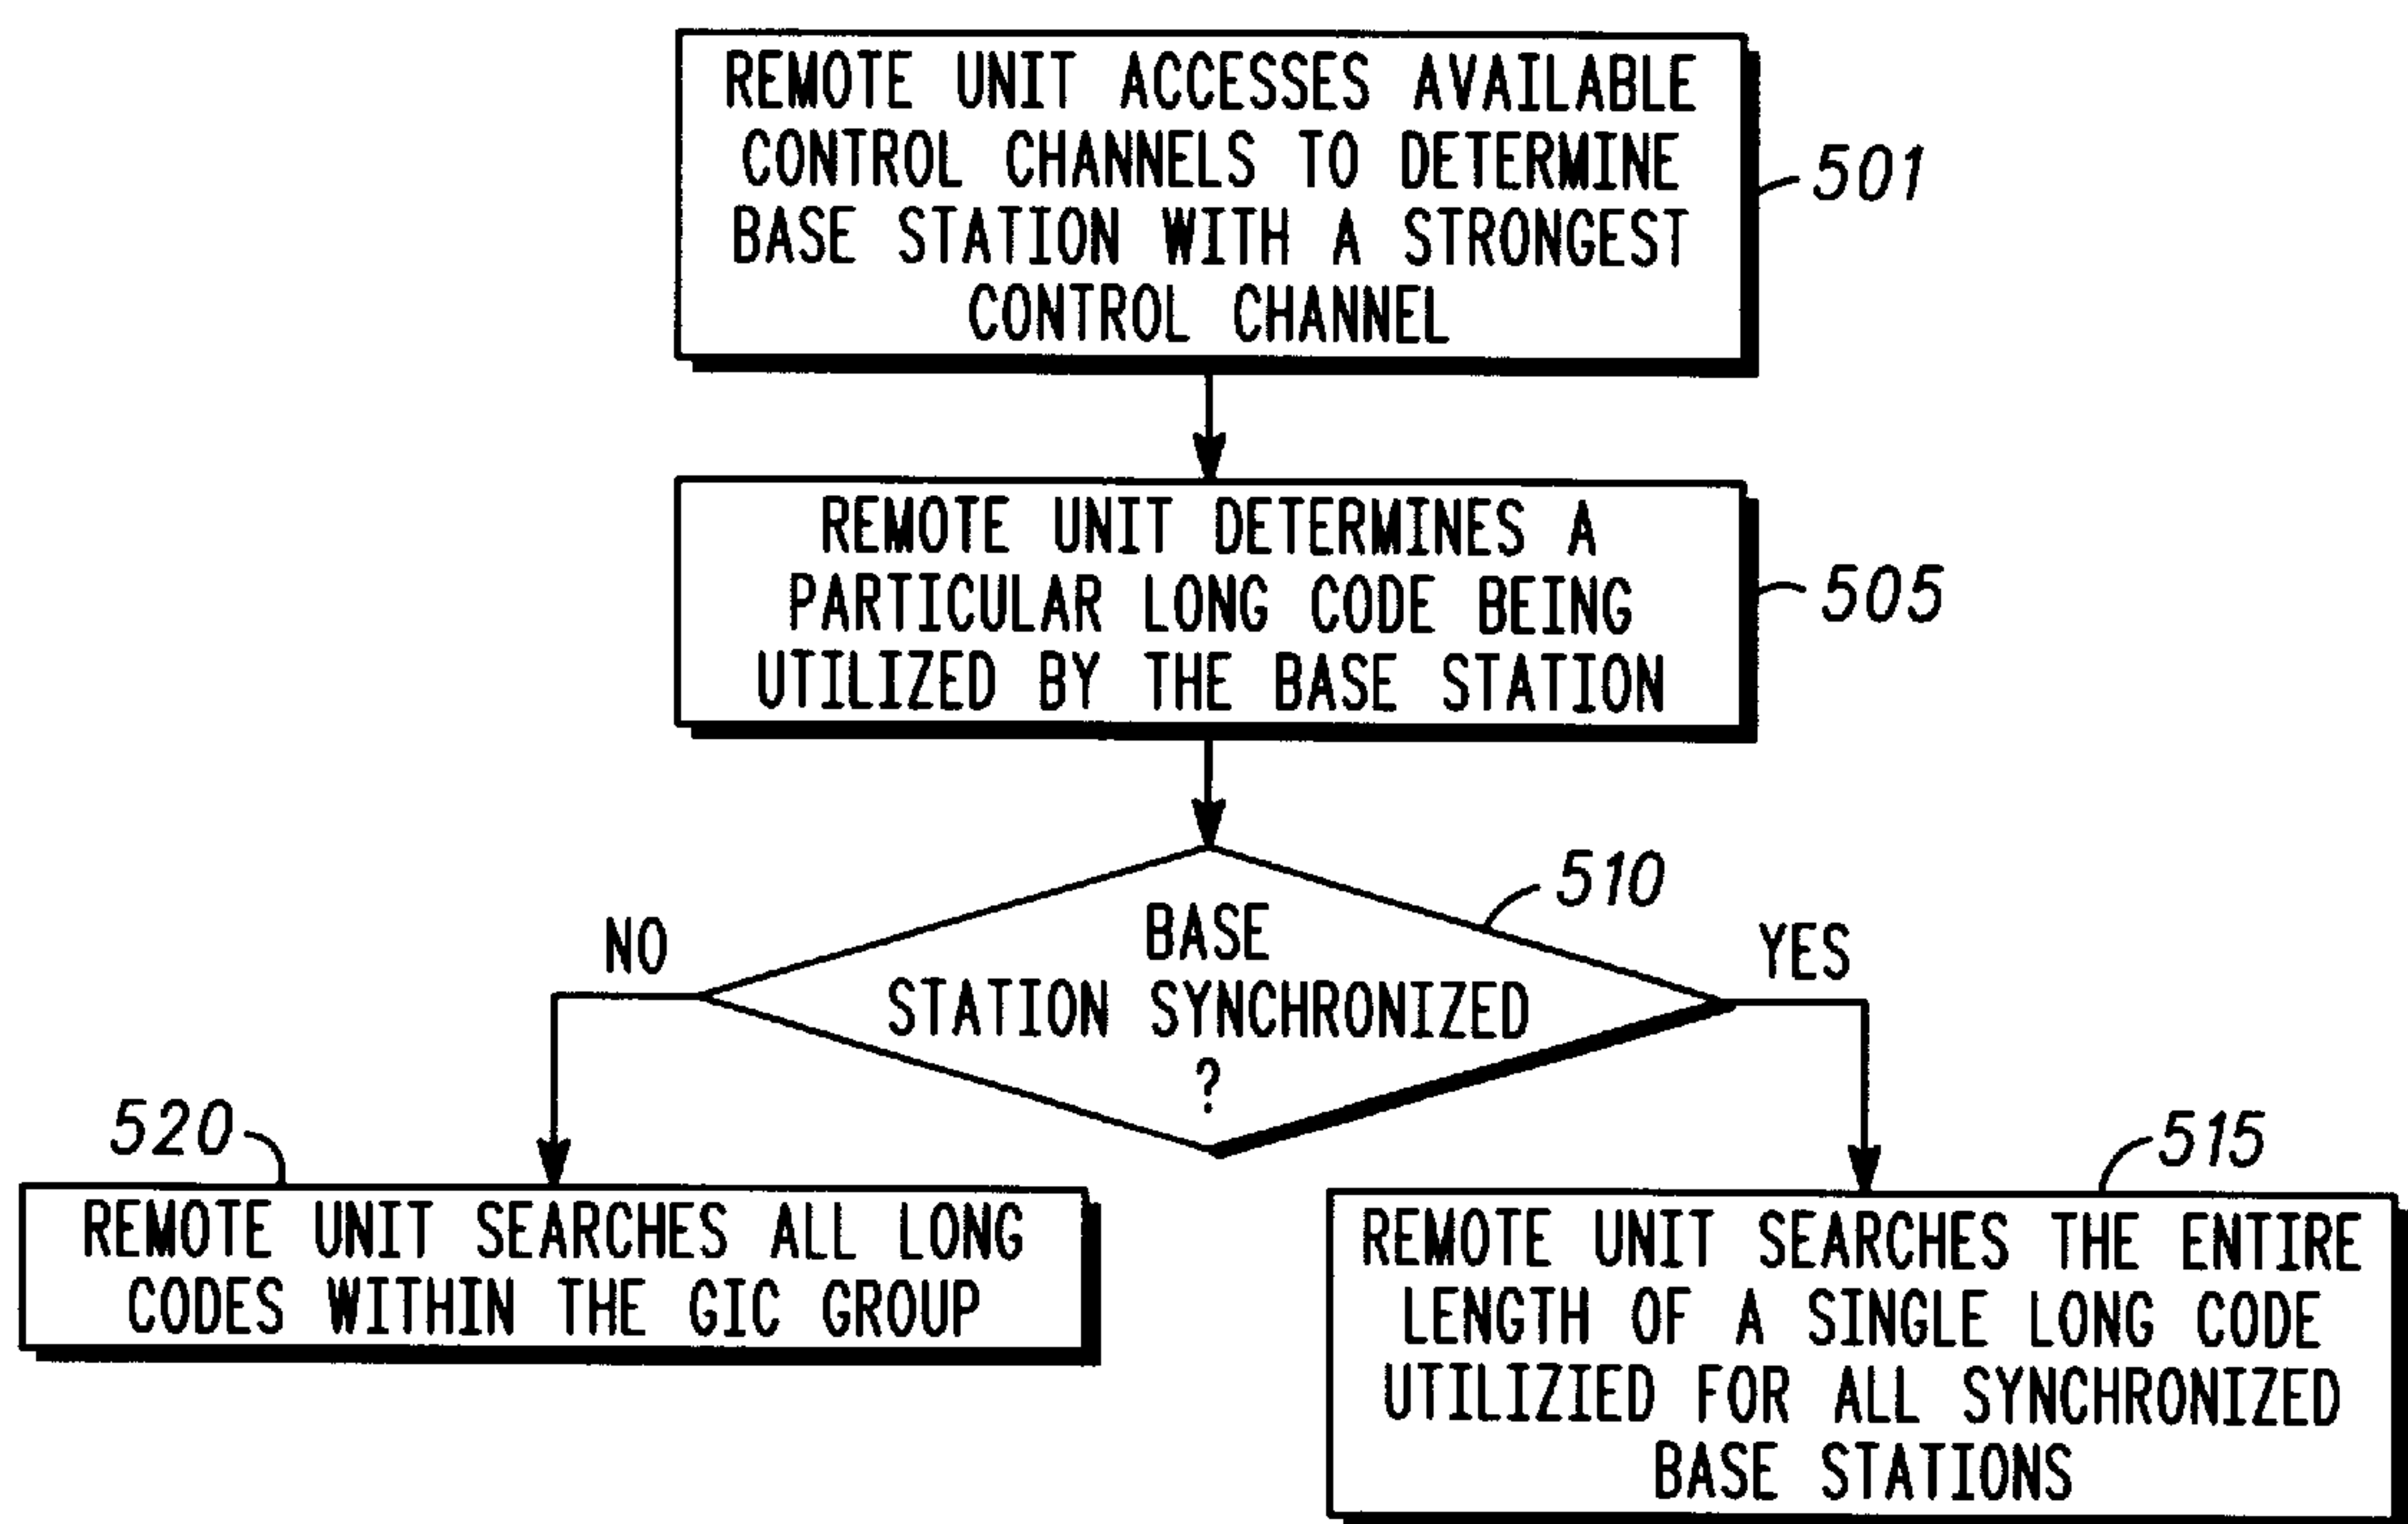 REMOTE UNIT ACCESSES AVAILABLE
CONTROL CHANNELS TO DETERMINE
BASE STATION WITH A STRONGEST
CONTROL CHANNEL
501
REMOTE UNIT DETERMINES A
PARTICULAR LONG CODE BEING
UTILIZED BY THE BASE STATION
505
BASE
STATION SYNCHRONIZED
?
510
NO
YES
520
REMOTE UNIT SEARCHES ALL LONG
CODES WITHIN THE GIC GROUP
515
REMOTE UNIT SEARCHES THE ENTIRE
LENGTH OF A SINGLE LONG CODE
UTILIZIED FOR ALL SYNCHRONIZED
BASE STATIONS